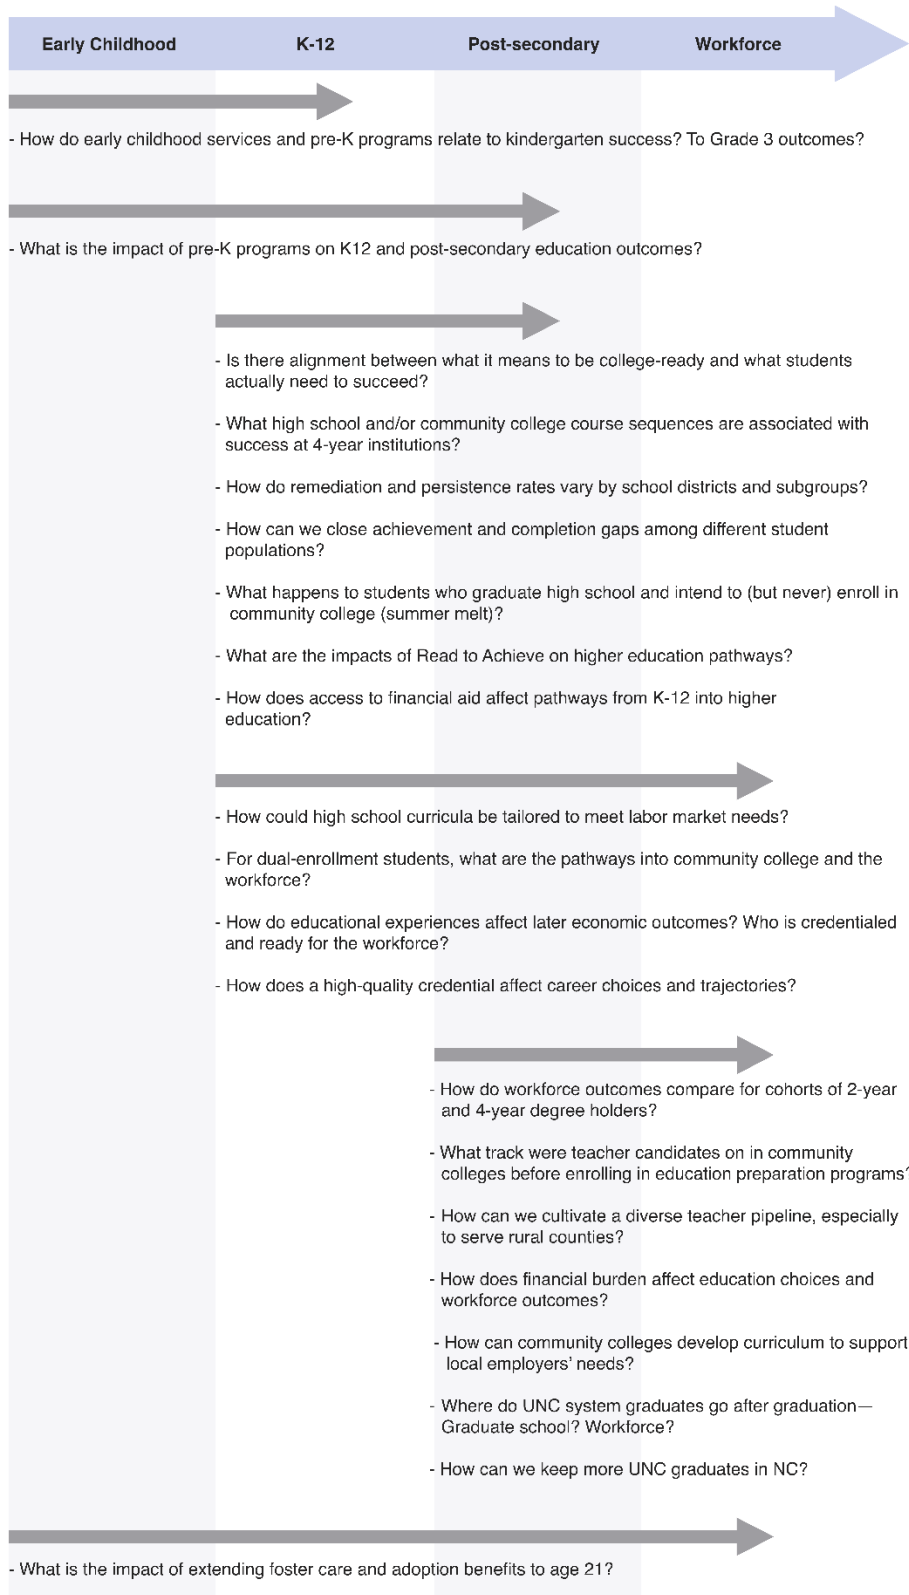 Early Childhood K-12 Post-secondary Workforce
- How do early childhood services and pre-K programs relate to kindergarten success? To Grade 3 outcomes?
- What is the impact of pre-K programs on K12 and post-secondary education outcomes?
- Is there alignment between what it means to be college-ready and what students
actually need to succeed?
- What high school and/or community college course sequences are associated with
success at 4-year institutions?
- How do remediation and persistence rates vary by school districts and subgroups?
- How can we close achievement and completion gaps among different student
populations?
- What happens to students who graduate high school and intend to (but never) enroll in
community college (summer melt)?
- What are the impacts of Read to Achieve on higher education pathways?
- How does access to financial aid affect pathways from K-12 into higher
education?
- How could high school curricula be tailored to meet labor market needs?
- For dual-enrollment students, what are the pathways into community college and the
workforce?
- How do educational experiences affect later economic outcomes? Who is credentialed
and ready for the workforce?
- How does a high-quality credential affect career choices and trajectories?
- How do workforce outcomes compare for cohorts of 2-year
and 4-year degree holders?
- What track were teacher candidates on in community
colleges before enrolling in education preparation programs?
- How can we cultivate a diverse teacher pipeline, especially
to serve rural counties?
- How does financial burden affect education choices and
workforce outcomes?
- How can community colleges develop curriculum to support
local employers' needs?
- Where do UNC system graduates go after graduation—
Graduate school? Workforce?
- How can we keep more UNC graduates in NC?
- What is the impact of extending foster care and adoption benefits to age 21?